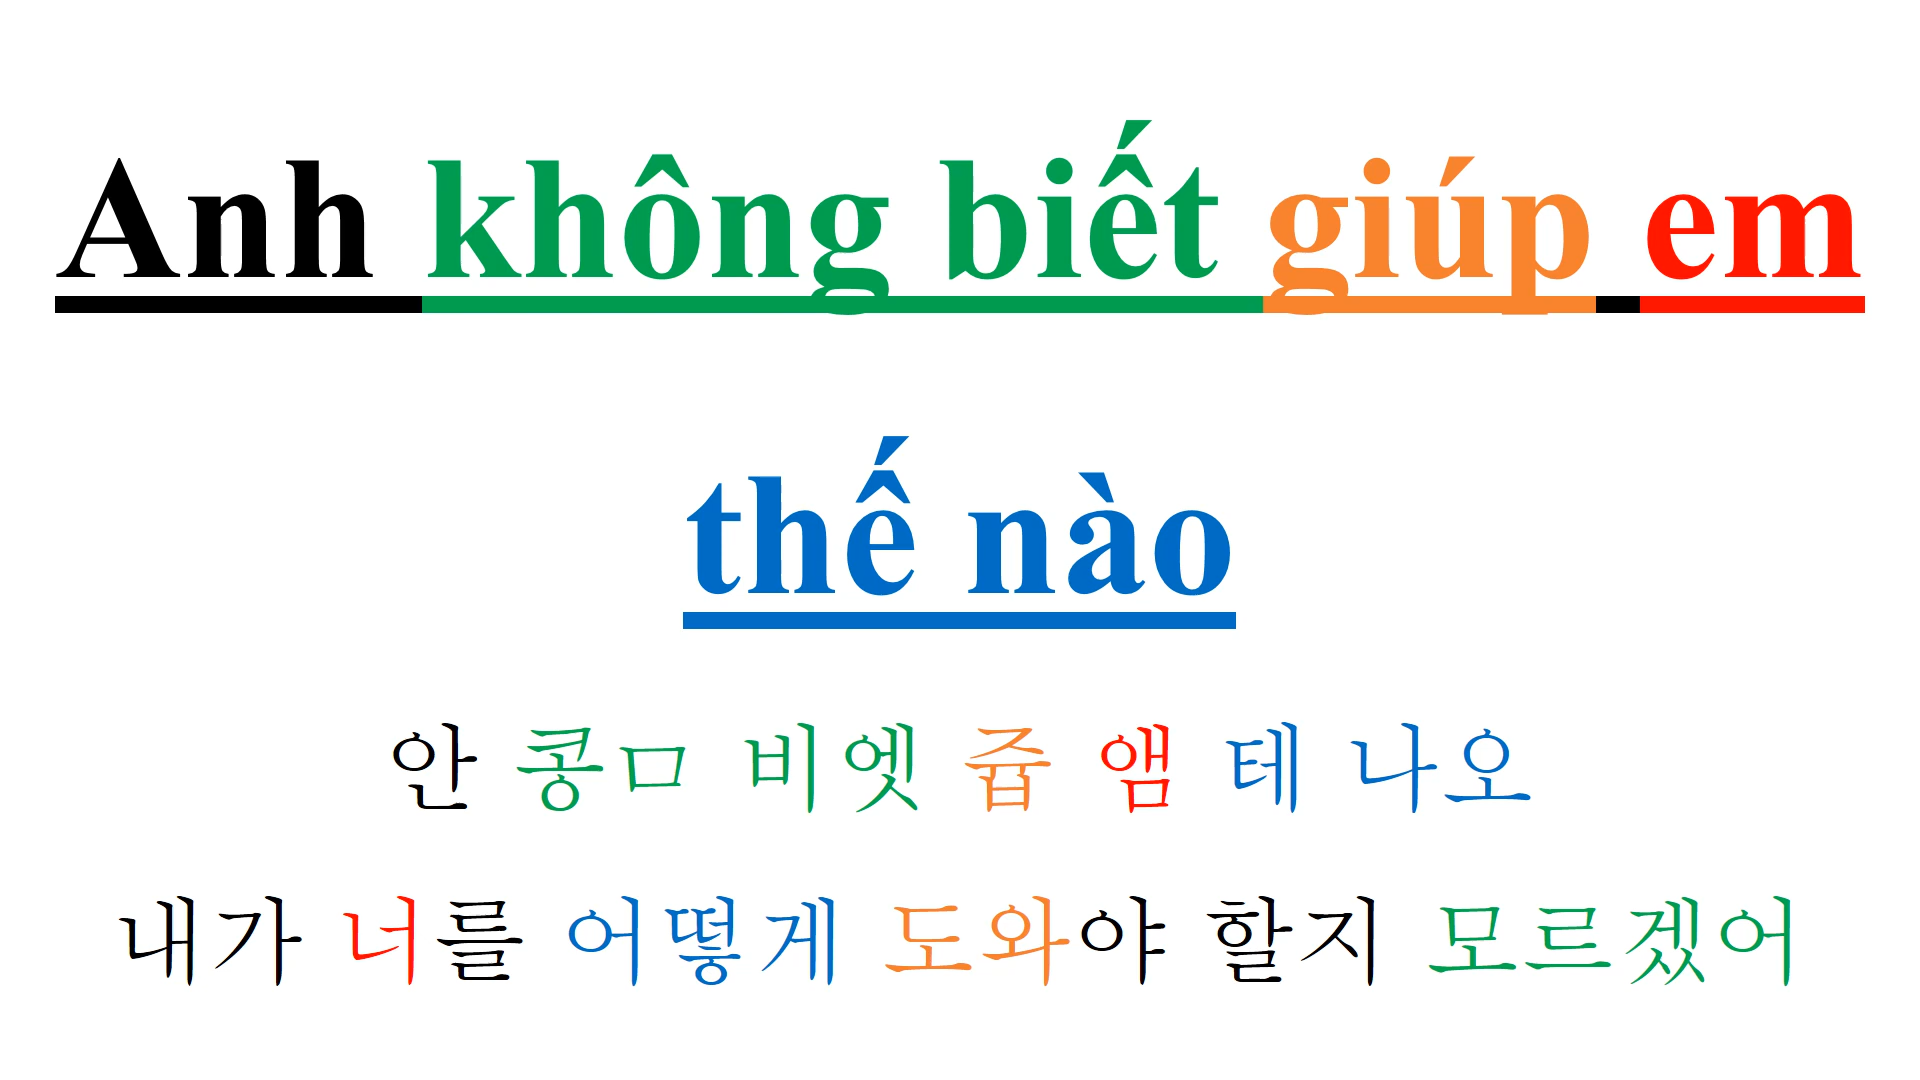 Anh không biết giúp em
thế nào
안 콩ㅁ 비엣 쥽 앰 테 나오
내가 너를 어떻게 도와야 할지 모르겠어